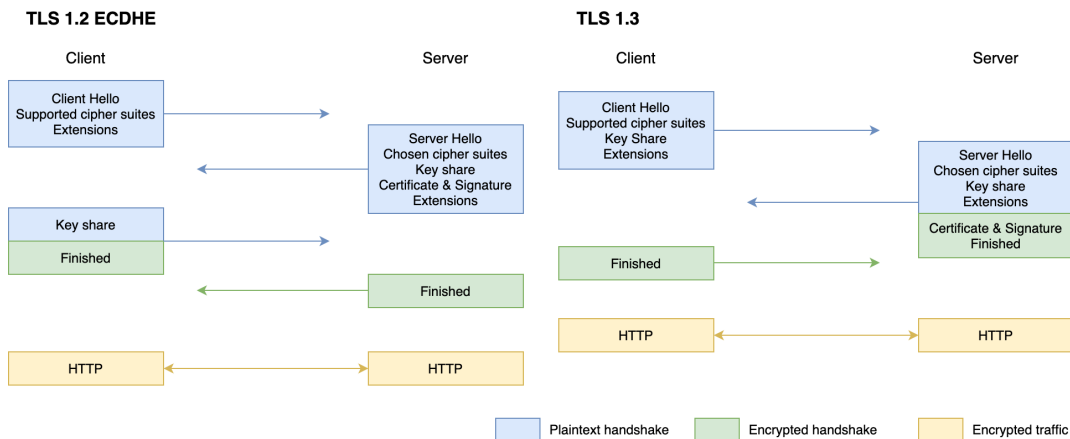 TLS 1.2 ECDHE
Client
Server
Client Hello
Supported cipher suites
Extensions
Server Hello
Chosen cipher suites
Key share
Certificate & Signature
Extensions
Key share
Finished
Finished
HTTP
HTTP
TLS 1.3
Client
Server
Client Hello
Supported cipher suites
Key Share
Extensions
Server Hello
Chosen cipher suites
Key share
Extensions
Certificate & Signature
Finished
Finished
HTTP
HTTP
Plaintext handshake
Encrypted handshake
Encrypted traffic